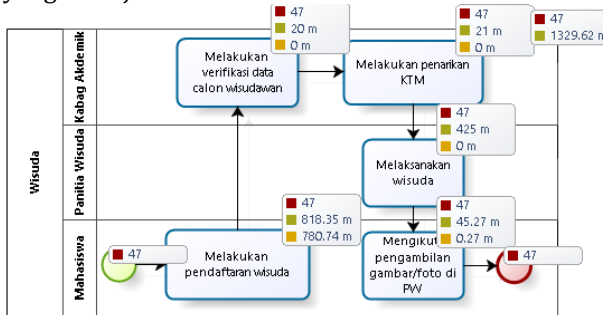 47
20 m
0 m
47
21 m
0 m
47
1329.62 m
Wisuda
Kabag Akdemik
Melakukan
verifikasi data
calon wisudawan
Melakukan penarikan
KTM
Panitia Wisuda
47
425 m
0 m
Melaksanakan
wisuda
Mahasiswa
47
Melakukan
pendaftaran wisuda
47
818.35 m
780.74 m
47
45.27 m
0.27 m
pengambilan
gambar/foto di
PW
47